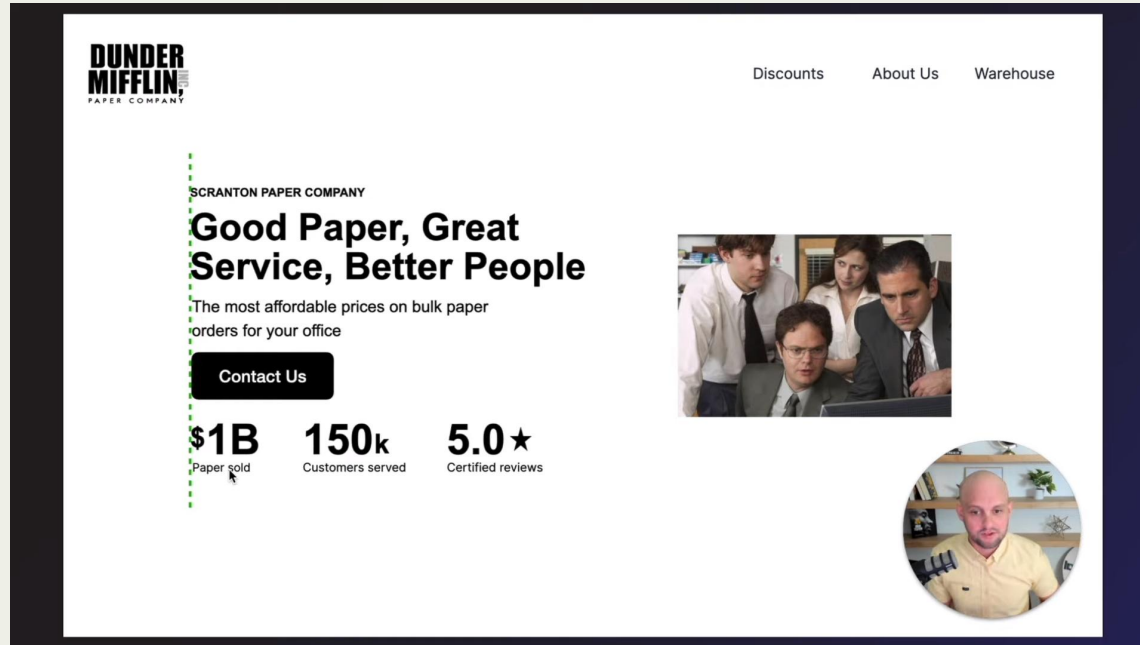 DUNDER
MIFFLIN, INC
PAPER COMPANY
Discounts About Us Warehouse
SCRANTON PAPER COMPANY
Good Paper, Great
Service, Better People
The most affordable prices on bulk paper
orders for your office
Contact Us
$1B 150k 5.0★
Paper sold Customers served Certified reviews